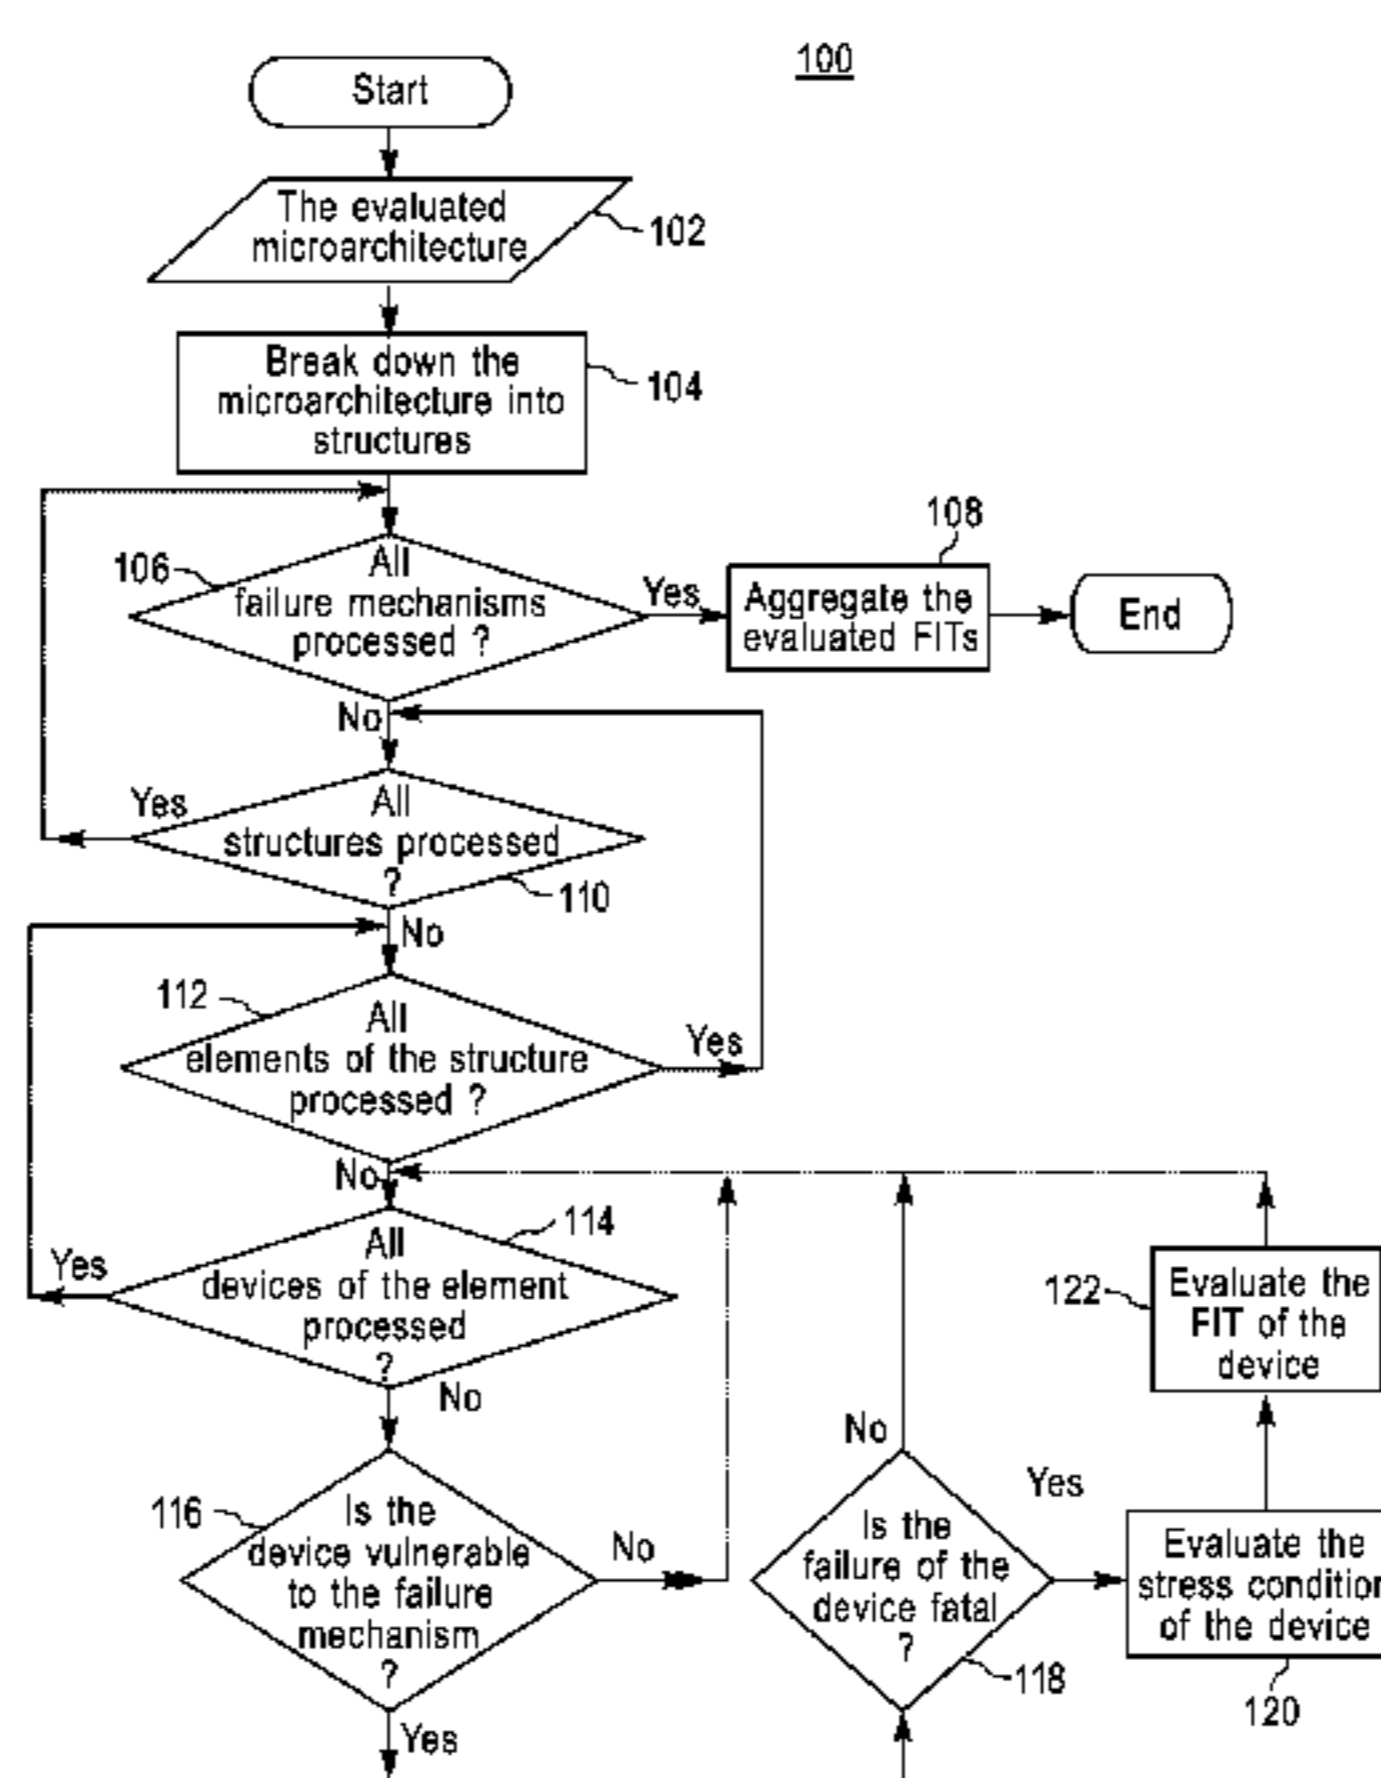 100
Start
The evaluated
microarchitecture
102
Break down the
microarchitecture into
structures
104
106
All
failure mechanisms
processed ?
Yes
108
Aggregate the
evaluated FITs
End
No
Yes
All
structures processed
?
110
No
112
All
elements of the structure
processed ?
Yes
No
114
All
devices of the element
processed
?
Yes
No
122
Evaluate the
FIT of the
device
116
Is the
device vulnerable
to the failure
mechanism
?
No
Yes
No
Is the
failure of the
device fatal
?
118
Yes
Evaluate the
stress condition
of the device
120